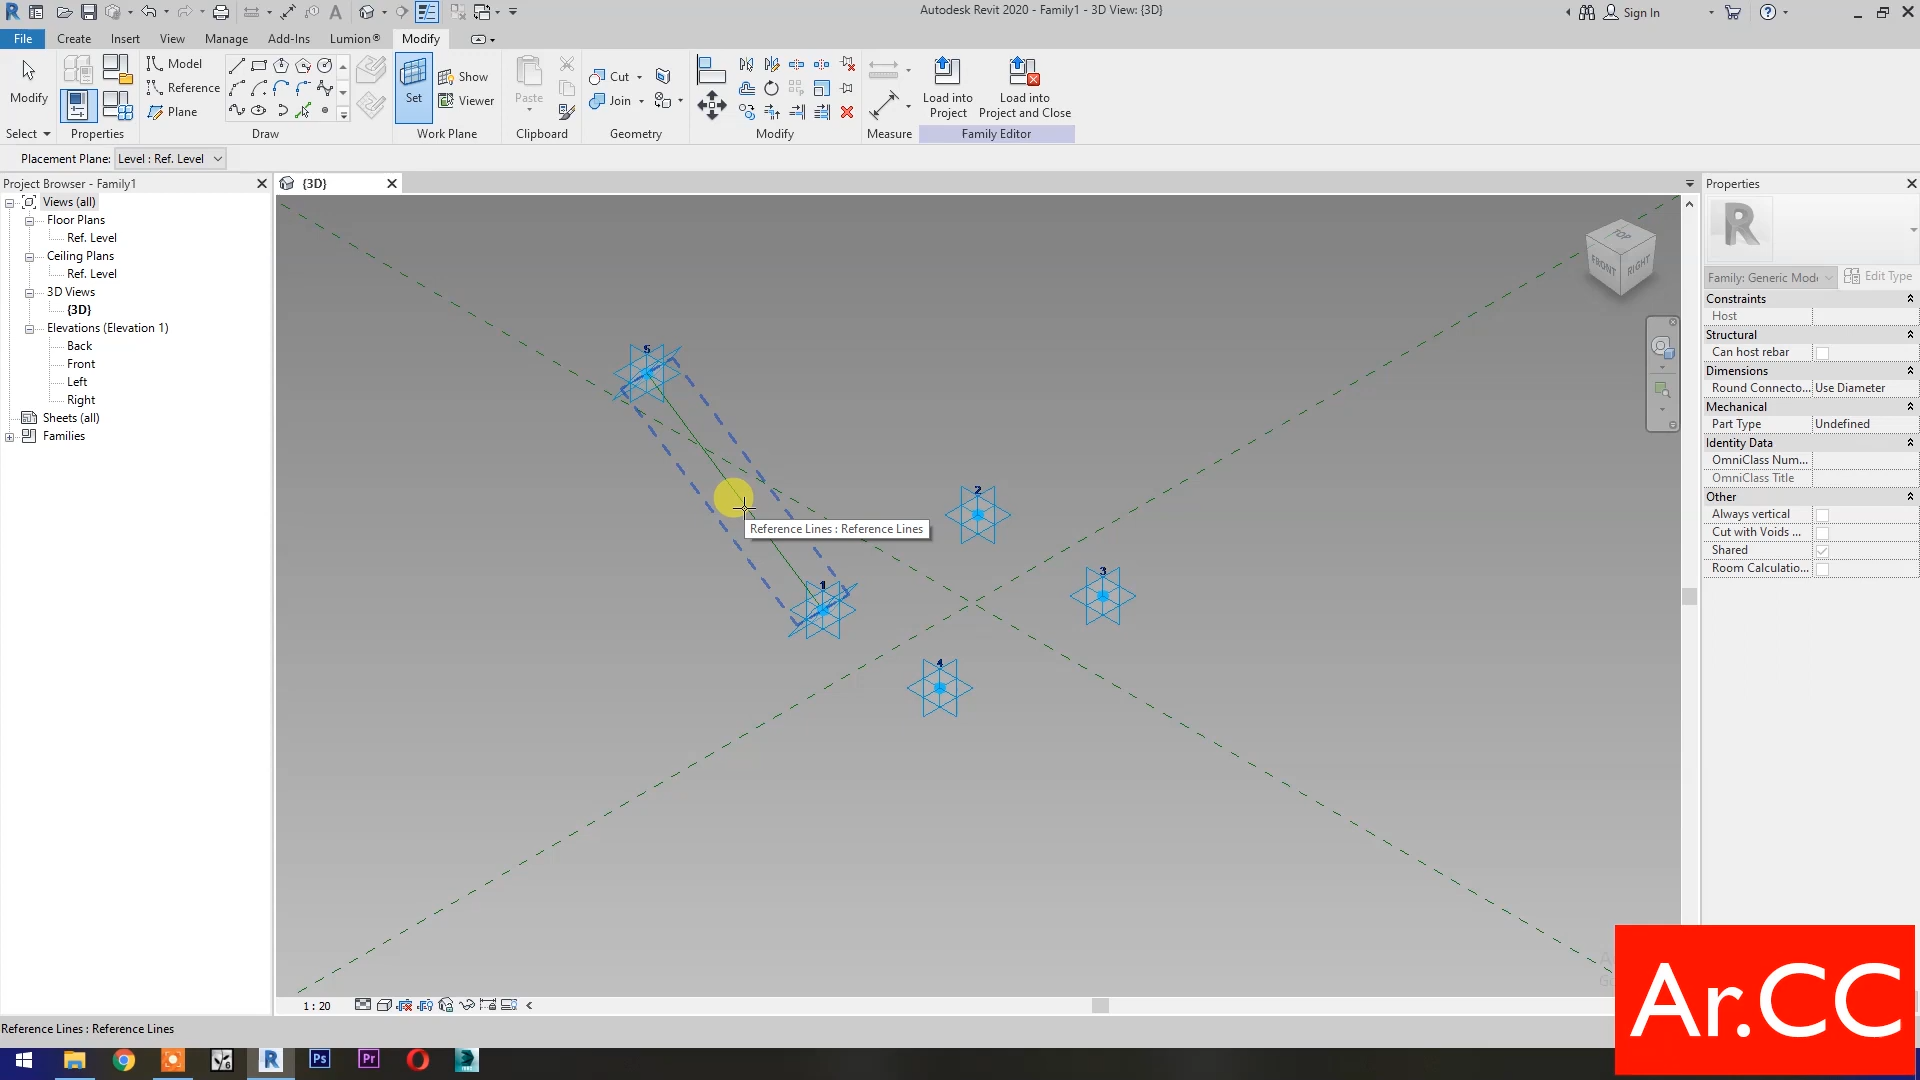 Autodesk Revit 2020 - Family1 - 3D View: {3D}
Sign In
File Create Insert View Manage Add-Ins Lumion® Modify
Modify
Model
Reference
Plane
Set
Show
Viewer
Paste
Cut
Join
Load into
Project
Load into
Project and Close
Select Properties Draw Work Plane Clipboard Geometry Modify Measure Family Editor
Placement Plane: Level : Ref. Level
Project Browser - Family1
Views (all)
Floor Plans
Ref. Level
Ceiling Plans
Ref. Level
3D Views
{3D}
Elevations (Elevation 1)
Back
Front
Left
Right
Sheets (all)
Families
{3D}
5
2
3
1
4
Reference Lines : Reference Lines
TOP
FRONT
RIGHT
Properties
R
Family: Generic Mode
Edit Type
Constraints
Host
Structural
Can host rebar
Dimensions
Round Connecto... Use Diameter
Mechanical
Part Type Undefined
Identity Data
OmniClass Num...
OmniClass Title
Other
Always vertical
Cut with Voids ...
Shared
Room Calculatio...
1 : 20
Reference Lines : Reference Lines
R
Ps
Pr
Ar.CC